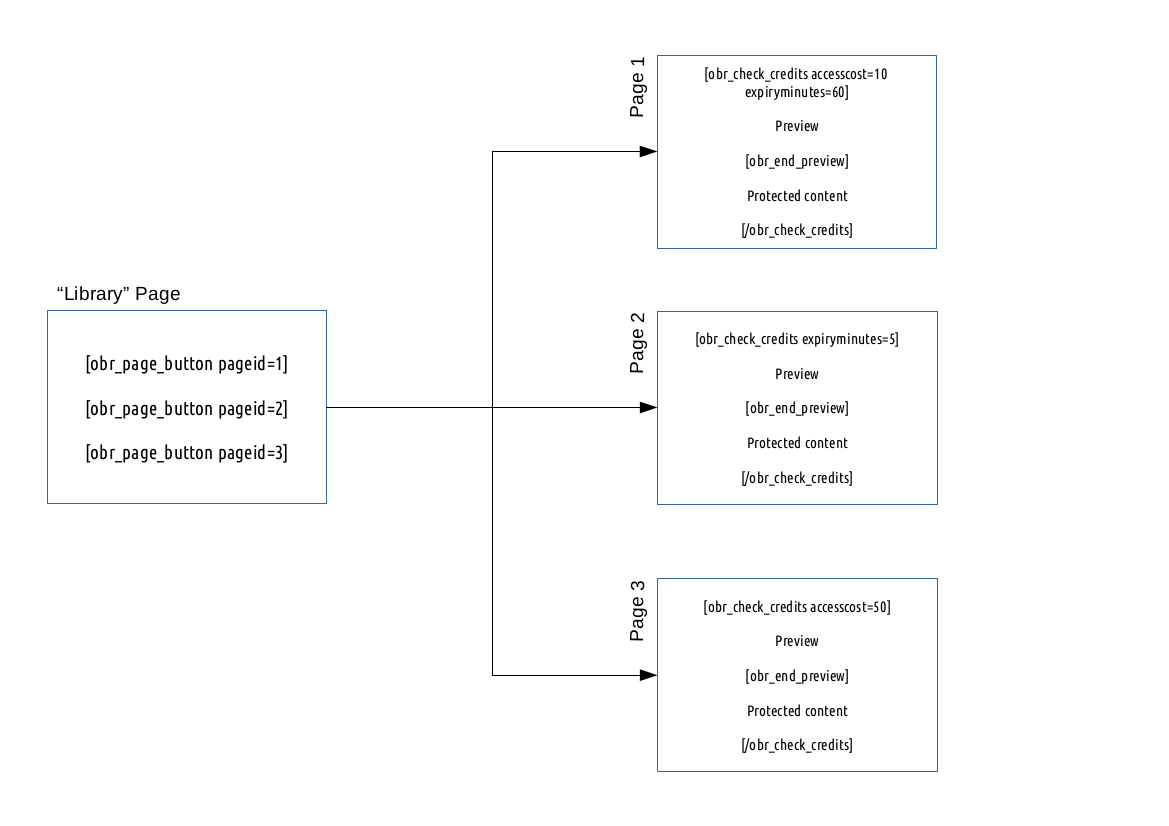 “Library” Page
[obr_page_button pageid=1]
[obr_page_button pageid=2]
[obr_page_button pageid=3]
Page 1
[obr_check_credits accesscost=10
expiryminutes=60]
Preview
[obr_end_preview]
Protected content
[/obr_check_credits]
Page 2
[obr_check_credits expiryminutes=5]
Preview
[obr_end_preview]
Protected content
[/obr_check_credits]
Page 3
[obr_check_credits accesscost=50]
Preview
[obr_end_preview]
Protected content
[/obr_check_credits]